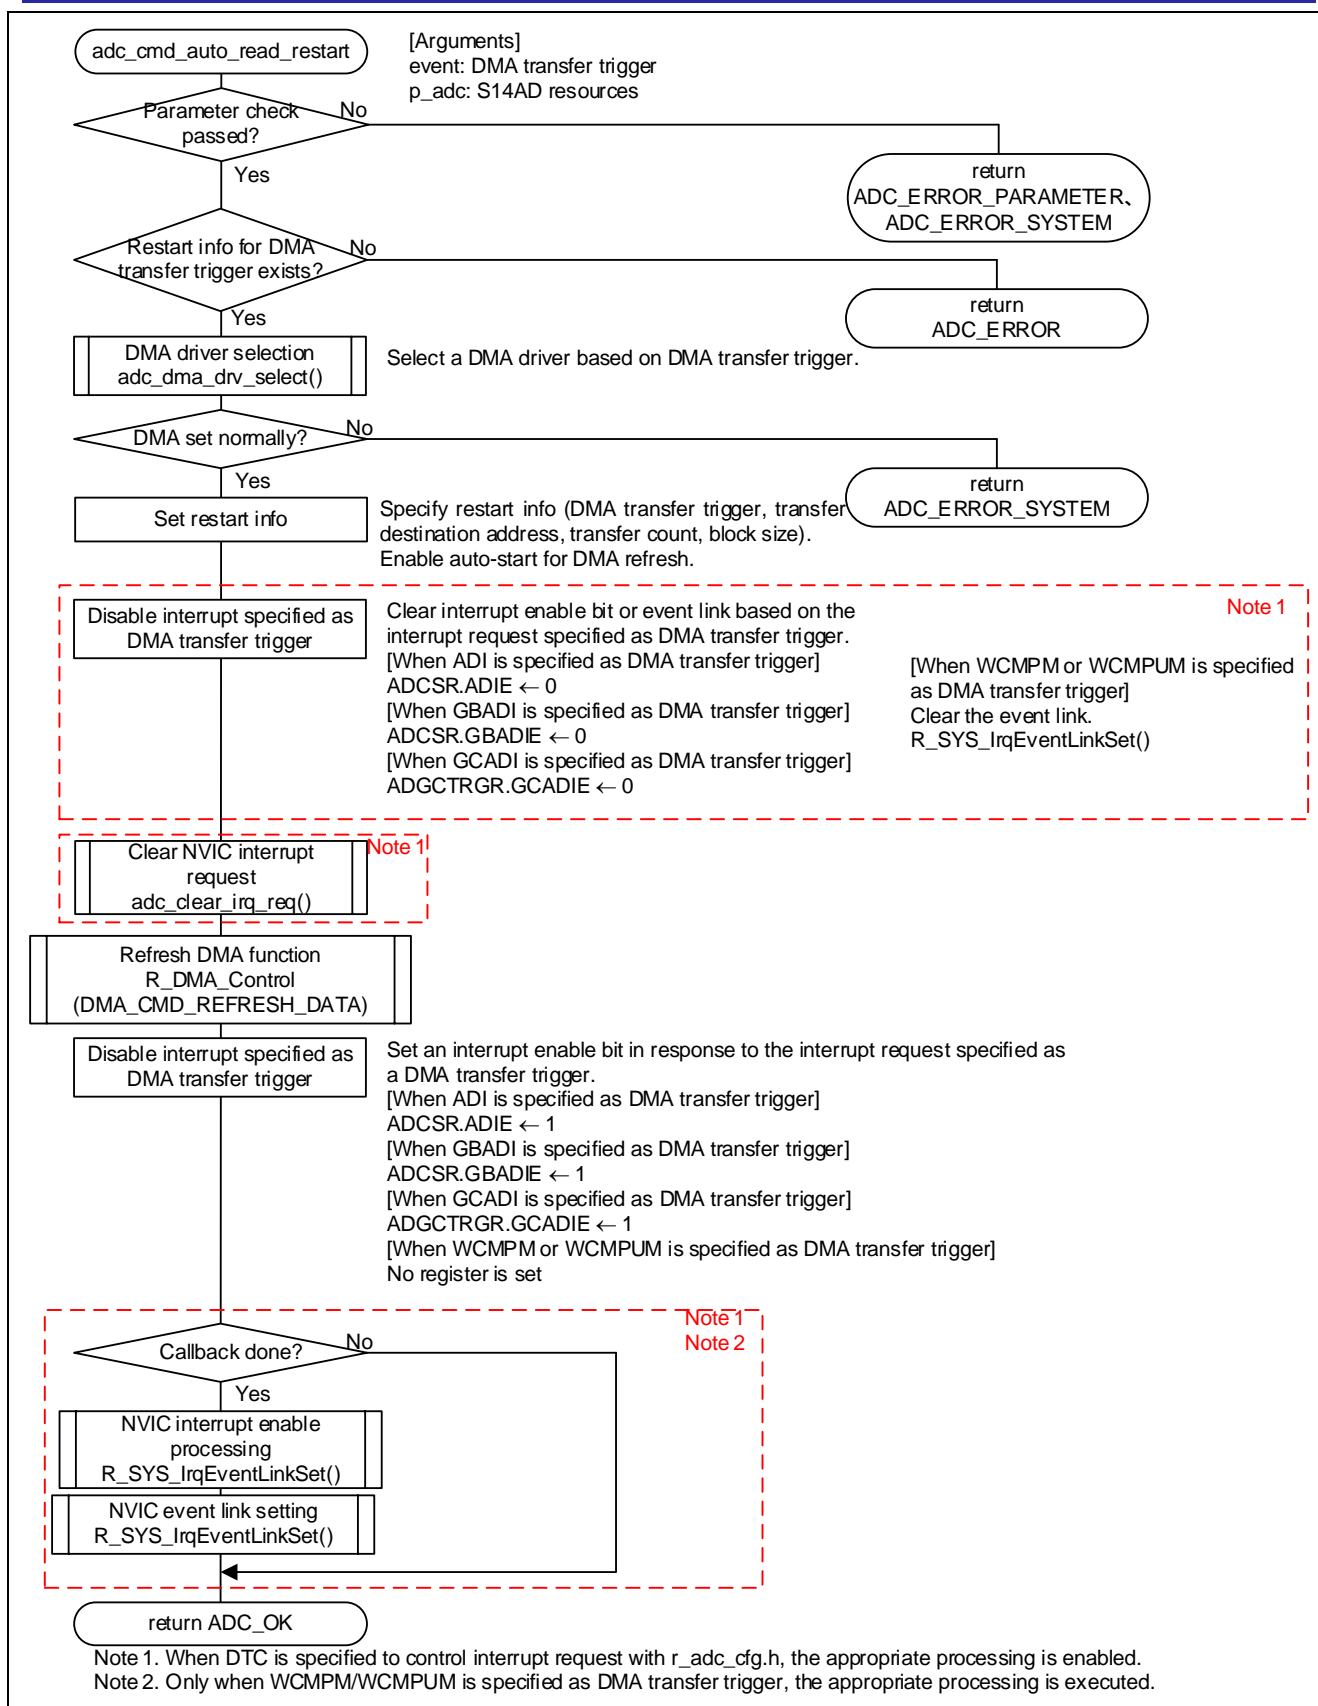 adc_cmd_auto_read_restart
[Arguments]
event: DMA transfer trigger
p_adc: S14AD resources
Parameter check
passed?
No
Yes
return
ADC_ERROR_PARAMETER、
ADC_ERROR_SYSTEM
Restart info for DMA
transfer trigger exists?
No
Yes
return
ADC_ERROR
DMA driver selection
adc_dma_drv_select()
Select a DMA driver based on DMA transfer trigger.
DMA set normally?
No
Yes
return
ADC_ERROR_SYSTEM
Set restart info
Specify restart info (DMA transfer trigger, transfer
destination address, transfer count, block size).
Enable auto-start for DMA refresh.
Note 1
Disable interrupt specified as
DMA transfer trigger
Clear interrupt enable bit or event link based on the
interrupt request specified as DMA transfer trigger.
[When ADI is specified as DMA transfer trigger]
ADCSR.ADIE ← 0
[When GBADI is specified as DMA transfer trigger]
ADCSR.GBADIE ← 0
[When GCADI is specified as DMA transfer trigger]
ADGCTRGR.GCADIE ← 0
[When WCMPM or WCMPUM is specified
as DMA transfer trigger]
Clear the event link.
R_SYS_IrqEventLinkSet()
Note 1
Clear NVIC interrupt
request
adc_clear_irq_req()
Refresh DMA function
R_DMA_Control
(DMA_CMD_REFRESH_DATA)
Disable interrupt specified as
DMA transfer trigger
Set an interrupt enable bit in response to the interrupt request specified as
a DMA transfer trigger.
[When ADI is specified as DMA transfer trigger]
ADCSR.ADIE ← 1
[When GBADI is specified as DMA transfer trigger]
ADCSR.GBADIE ← 1
[When GCADI is specified as DMA transfer trigger]
ADGCTRGR.GCADIE ← 1
[When WCMPM or WCMPUM is specified as DMA transfer trigger]
No register is set
Note 1
Note 2
Callback done?
No
Yes
NVIC interrupt enable
processing
R_SYS_IrqEventLinkSet()
NVIC event link setting
R_SYS_IrqEventLinkSet()
return ADC_OK
Note 1. When DTC is specified to control interrupt request with r_adc_cfg.h, the appropriate processing is enabled.
Note 2. Only when WCMPM/WCMPUM is specified as DMA transfer trigger, the appropriate processing is executed.